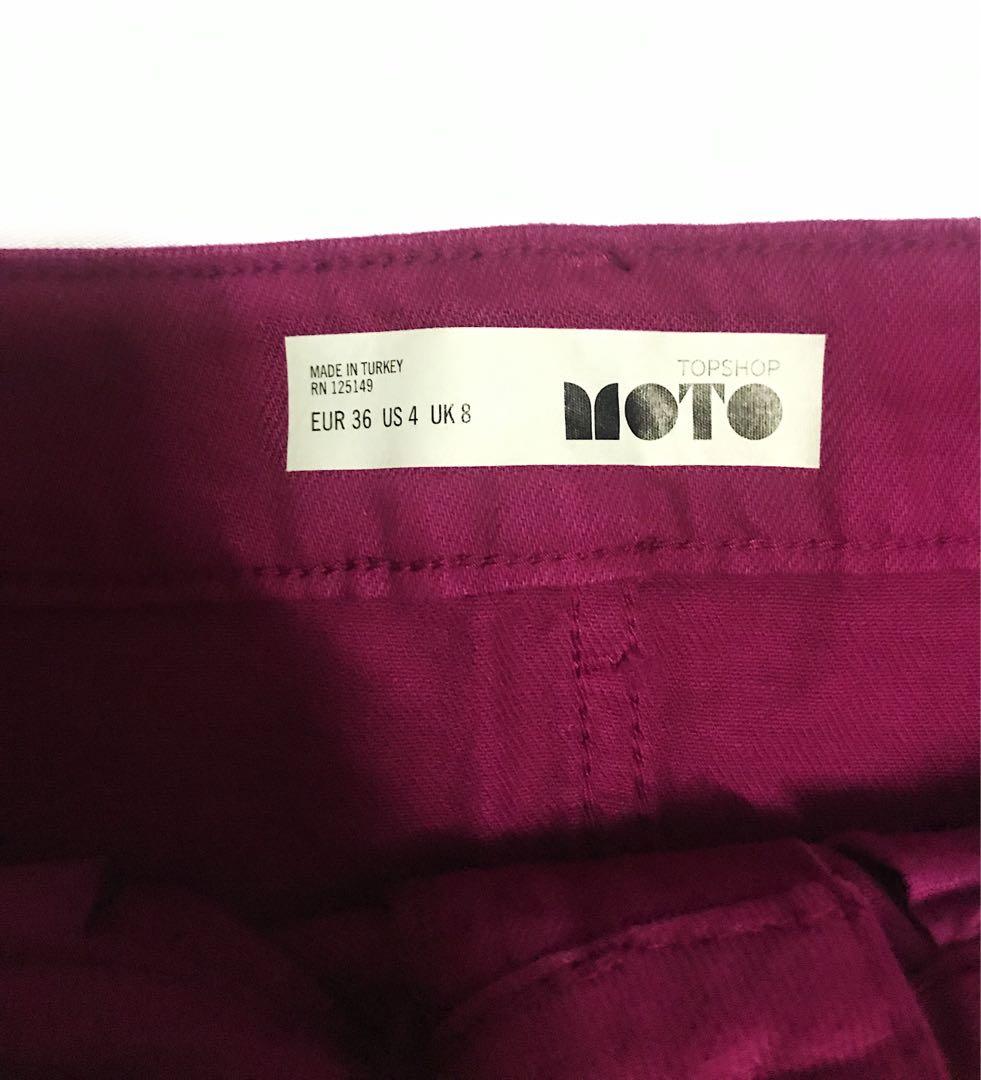 MADE IN TURKEY
RN 125149
EUR 36 US 4 UK 8
TOPSHOP
MOTO